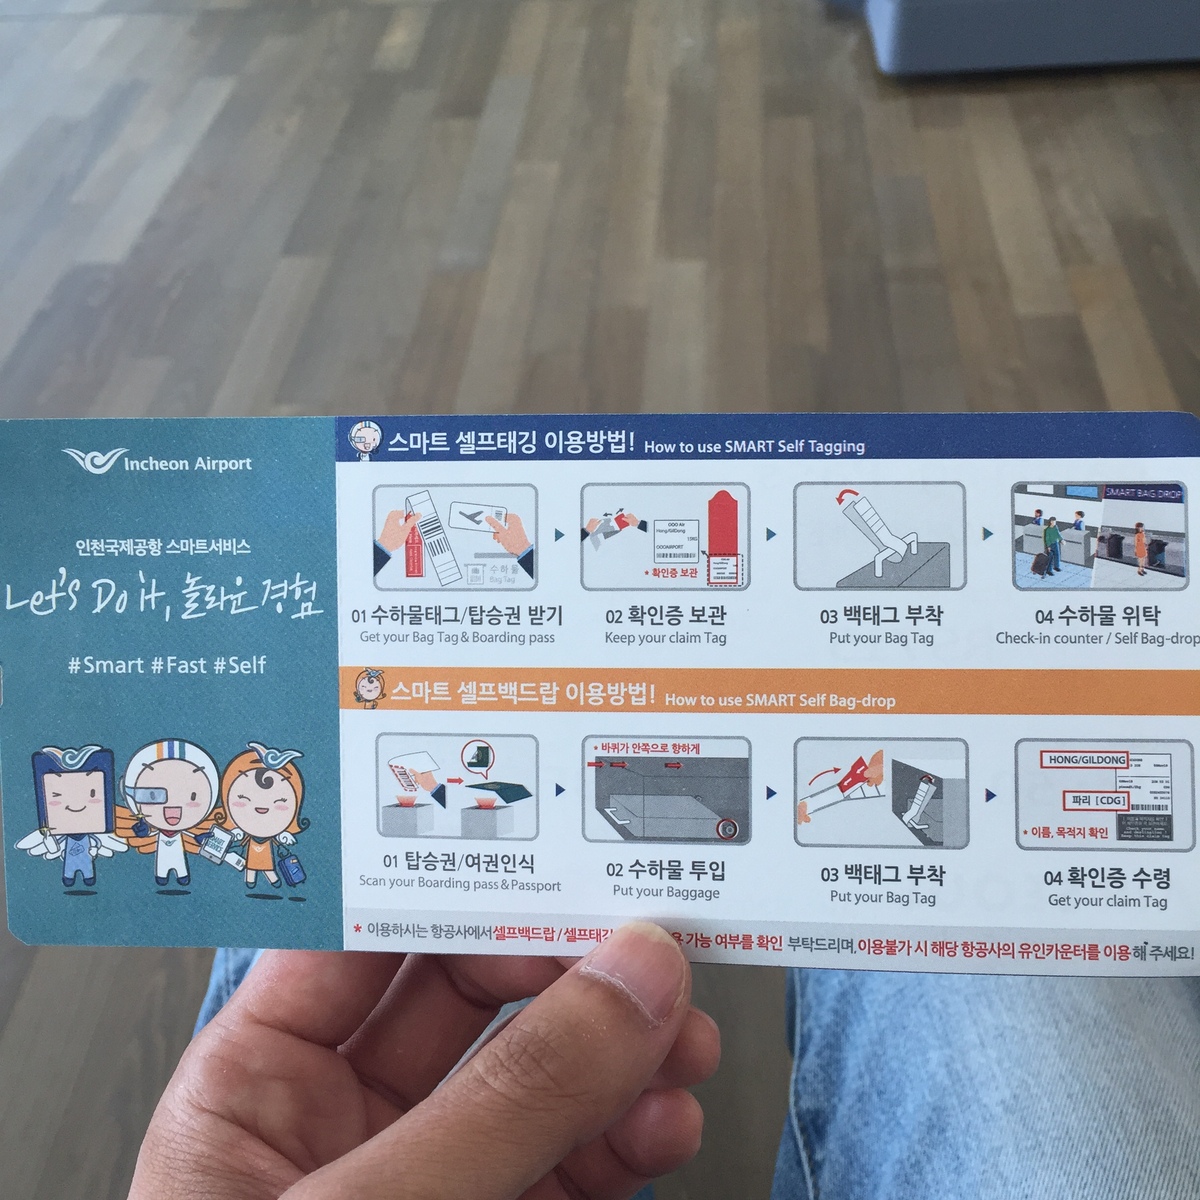 Incheon Airport
인천국제공항 스마트서비스
Let's Do it, 놀라운 경험
#Smart #Fast #Self
스마트 셀프태깅 이용방법! How to use SMART Self Tagging
수하물
Bag Tag
OOO Air
Hong/GilDong
OOOAIRPORT
* 확인증 보관
SMART BAG DROP
01 수하물태그/탑승권 받기
Get your Bag Tag & Boarding pass
02 확인증 보관
Keep your claim Tag
03 백태그 부착
Put your Bag Tag
04 수하물 위탁
Check-in counter / Self Bag-drop
스마트 셀프백드랍 이용방법! How to use SMART Self Bag-drop
* 바퀴가 안쪽으로 향하게
HONG/GILDONG
파리 [CDG]
* 이름, 목적지 확인
01 탑승권/여권인식
Scan your Boarding pass & Passport
02 수하물 투입
Put your Baggage
03 백태그 부착
Put your Bag Tag
04 확인증 수령
Get your claim Tag
* 이용하시는 항공사에서 셀프백드랍 / 셀프태깅 가능 여부를 확인 부탁드리며, 이용불가 시 해당 항공사의 유인카운터를 이용해 주세요!